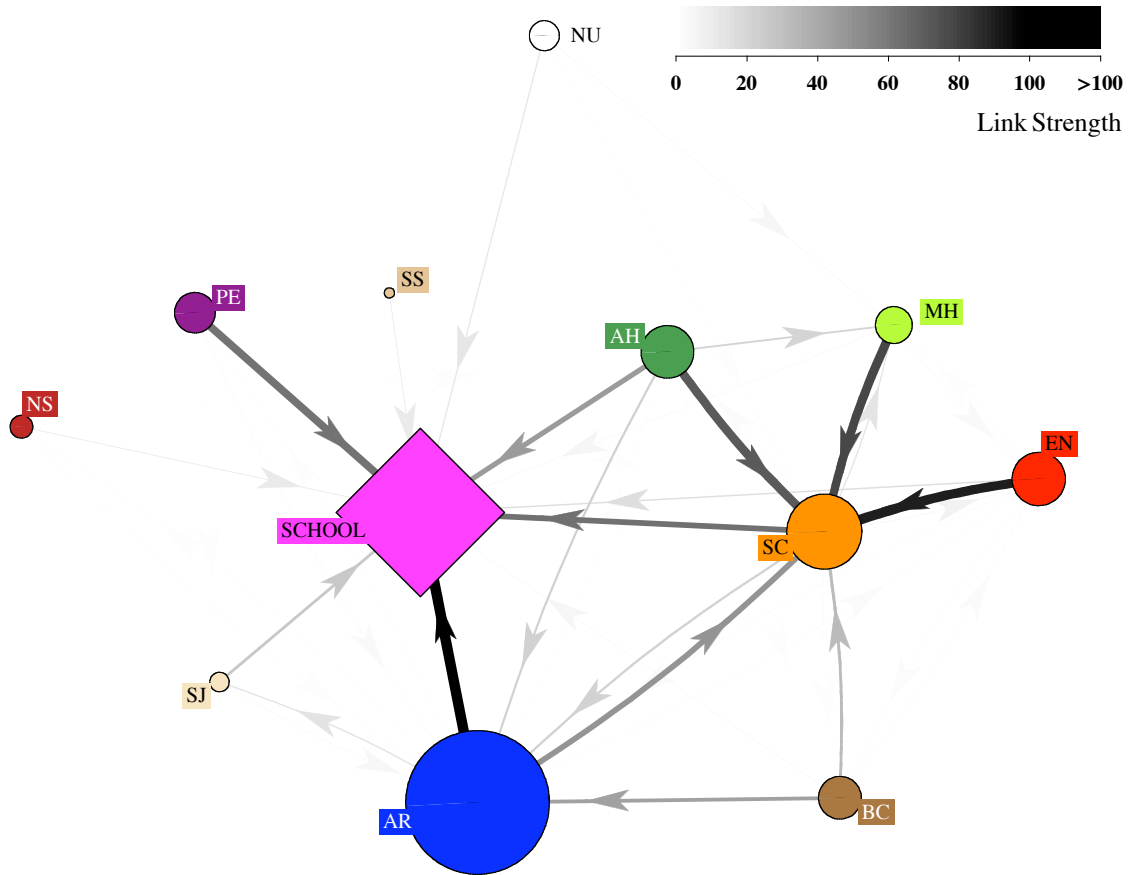 NU
0 20 40 60 80 100 >100
Link Strength
SS
PE
MH
AH
NS
EN
SCHOOL
SC
SJ
AR
BC